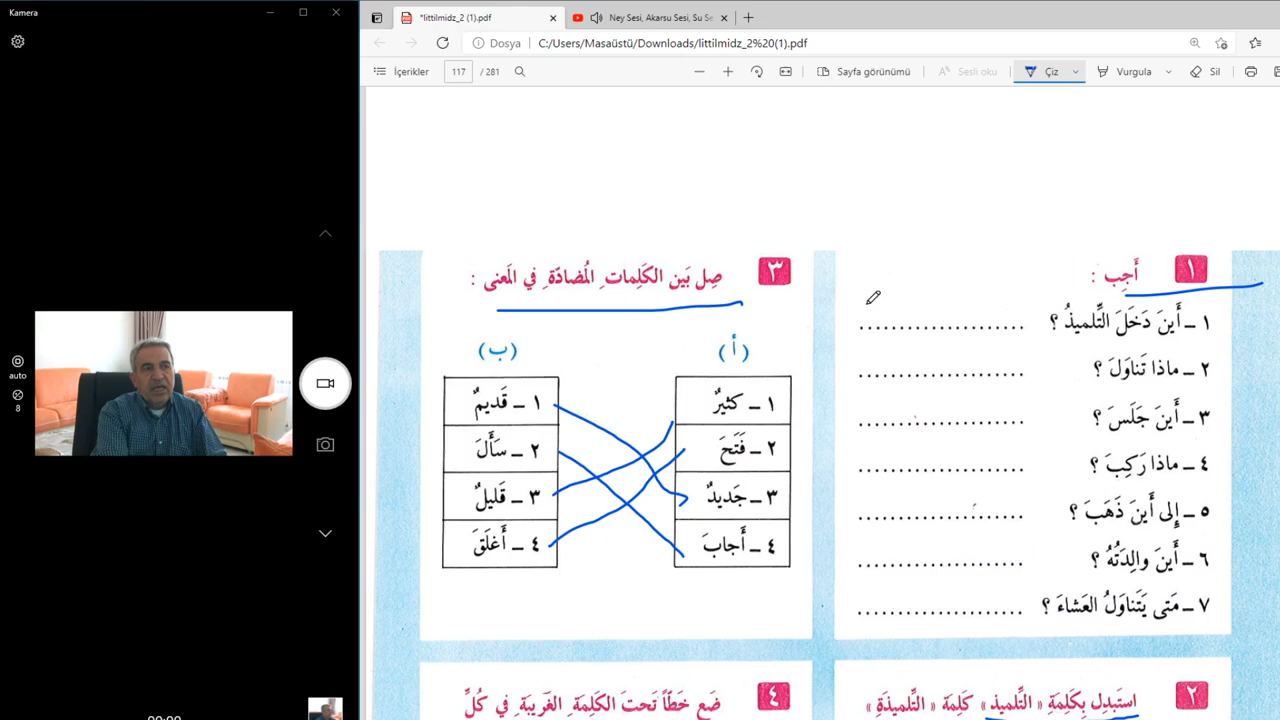 Kamera
*littilmidz_2 (1).pdf
Ney Sesi, Akarsu Sesi, Su Se
Dosya
C:/Users/Masaüstü/Downloads/littilmidz_2%20(1).pdf
İçerikler
117 / 281
Sayfa görünümü
Sesli oku
Çiz
Vurgula
Sil
auto
8
١ أَجِب :
١ ـ أَينَ دَخَلَ التِّلميذُ ؟ .....................
٢ ـ ماذا تَناوَلَ ؟ .....................
٣ ـ أَينَ جَلَسَ ؟ .....................
٤ ـ ماذا رَكِبَ ؟ .....................
٥ ـ إِلى أَينَ ذَهَبَ ؟ .....................
٦ ـ أَينَ والِدَتُهُ ؟ .....................
٧ ـ مَتى يَتَناوَلُ العَشاءَ ؟ .....................
٣ صِل بَين الكَلِمات ِ المُضادّة ِ في المَعنى :
(أ) (ب)
١ ـ كَثيرٌ ١ ـ قَديمٌ
٢ ـ فَتَحَ ٢ ـ سَأَلَ
٣ ـ جَديدٌ ٣ ـ قَليلٌ
٤ ـ أَجابَ ٤ ـ أَغلَقَ
٢ استَبدِل بِكَلمَةِ « التِّلميذ » كَلِمَة « التِّلميذَةِ »
٤ ضَع خَطّاً تَحتَ الكَلِمَة ِ الغَريبَة ِ في كُلِّ